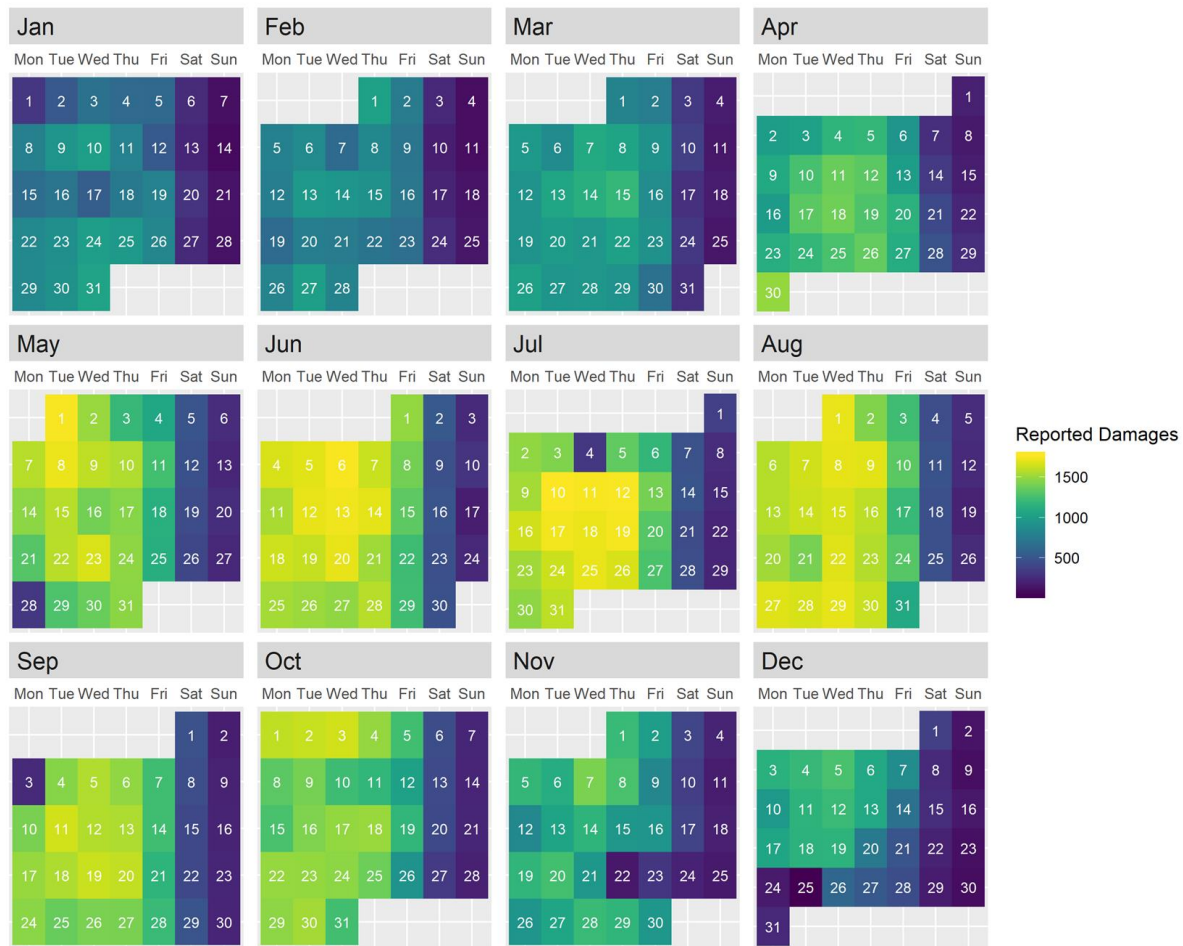 Jan Feb Mar Apr
Mon Tue Wed Thu Fri Sat Sun Mon Tue Wed Thu Fri Sat Sun Mon Tue Wed Thu Fri Sat Sun Mon Tue Wed Thu Fri Sat Sun
1 2 3 4 5 6 7 1 2 3 4 1 2 3 4 1
8 9 10 11 12 13 14 5 6 7 8 9 10 11 5 6 7 8 9 10 11 2 3 4 5 6 7 8
15 16 17 18 19 20 21 12 13 14 15 16 17 18 12 13 14 15 16 17 18 9 10 11 12 13 14 15
22 23 24 25 26 27 28 19 20 21 22 23 24 25 19 20 21 22 23 24 25 16 17 18 19 20 21 22
29 30 31 26 27 28 26 27 28 29 30 31 23 24 25 26 27 28 29
30
May Jun Jul Aug
Mon Tue Wed Thu Fri Sat Sun Mon Tue Wed Thu Fri Sat Sun Mon Tue Wed Thu Fri Sat Sun Mon Tue Wed Thu Fri Sat Sun
1 2 3 4 5 6 1 2 3 1 1 2 3 4 5
7 8 9 10 11 12 13 4 5 6 7 8 9 10 2 3 4 5 6 7 8 6 7 8 9 10 11 12
14 15 16 17 18 19 20 11 12 13 14 15 16 17 9 10 11 12 13 14 15 13 14 15 16 17 18 19
21 22 23 24 25 26 27 18 19 20 21 22 23 24 16 17 18 19 20 21 22 20 21 22 23 24 25 26
28 29 30 31 25 26 27 28 29 30 23 24 25 26 27 28 29 27 28 29 30 31
30 31
Reported Damages
1500
1000
500
Sep Oct Nov Dec
Mon Tue Wed Thu Fri Sat Sun Mon Tue Wed Thu Fri Sat Sun Mon Tue Wed Thu Fri Sat Sun Mon Tue Wed Thu Fri Sat Sun
1 2 1 2 3 4 5 6 7 1 2 3 4 1 2
3 4 5 6 7 8 9 8 9 10 11 12 13 14 5 6 7 8 9 10 11 3 4 5 6 7 8 9
10 11 12 13 14 15 16 15 16 17 18 19 20 21 12 13 14 15 16 17 18 10 11 12 13 14 15 16
17 18 19 20 21 22 23 22 23 24 25 26 27 28 19 20 21 22 23 24 25 17 18 19 20 21 22 23
24 25 26 27 28 29 30 29 30 31 26 27 28 29 30 24 25 26 27 28 29 30
31